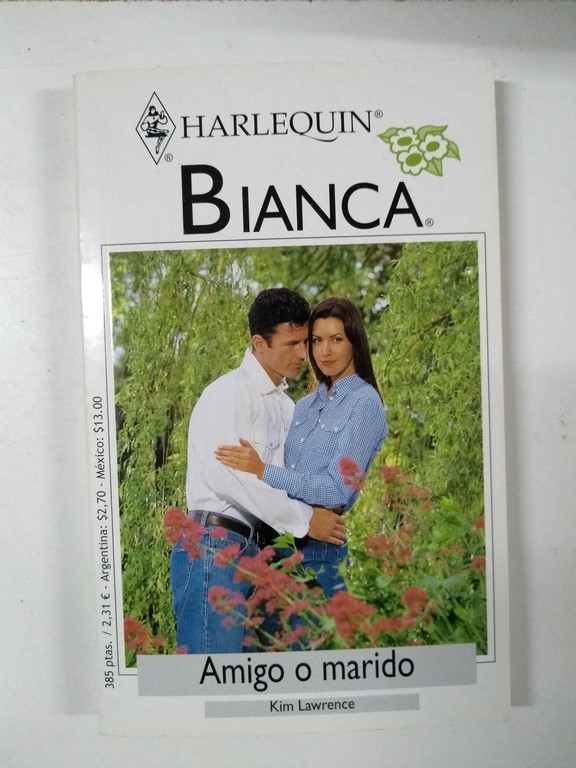 HARLEQUIN®
®
BIANCA®
385 ptas. / 2,31 € - Argentina: $2,70 - México: $13.00
Amigo o marido
Kim Lawrence